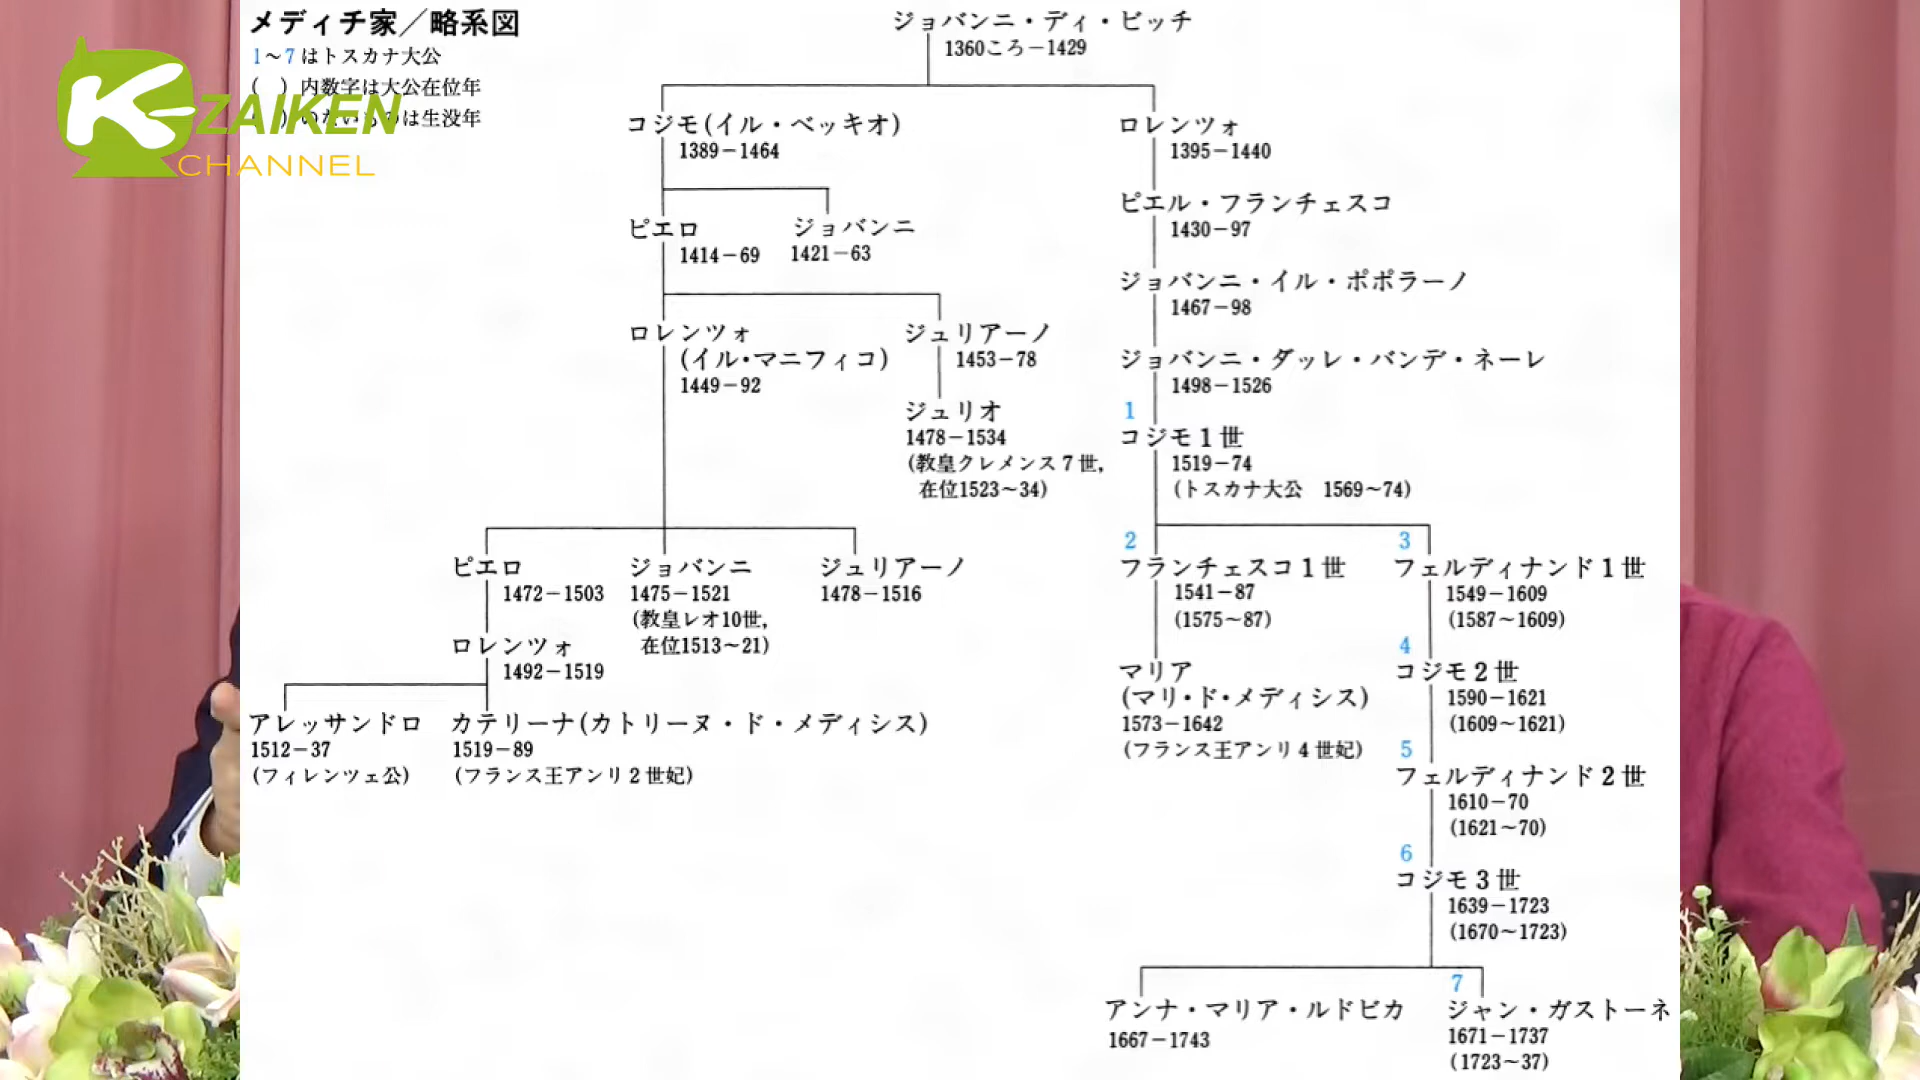 メディチ家／略系図
1～7はトスカナ大公
( )内数字は大公在位年
は生没年
K-ZAIKEN
CHANNEL
ジョバンニ・ディ・ビッチ
1360ころ－1429
コジモ(イル・ベッキオ)
1389－1464
ロレンツォ
1395－1440
ピエロ
1414－69
ジョバンニ
1421－63
ピエル・フランチェスコ
1430－97
ジョバンニ・イル・ポポラーノ
1467－98
ロレンツォ
(イル・マニフィコ)
1449－92
ジュリアーノ
1453－78
ジョバンニ・ダッレ・バンデ・ネーレ
1498－1526
ジュリオ
1478－1534
(教皇クレメンス7世,
在位1523～34)
1
コジモ1世
1519－74
(トスカナ大公 1569～74)
ピエロ
1472－1503
ジョバンニ
1475－1521
(教皇レオ10世,
在位1513～21)
ジュリアーノ
1478－1516
2
フランチェスコ1世
1541－87
(1575～87)
3
フェルディナンド1世
1549－1609
(1587～1609)
ロレンツォ
1492－1519
アレッサンドロ
1512－37
(フィレンツェ公)
カテリーナ(カトリーヌ・ド・メディシス)
1519－89
(フランス王アンリ2世妃)
マリア
(マリ・ド・メディシス)
1573－1642
(フランス王アンリ4世妃)
4
コジモ2世
1590－1621
(1609～1621)
5
フェルディナンド2世
1610－70
(1621～70)
6
コジモ3世
1639－1723
(1670～1723)
アンナ・マリア・ルドビカ
1667－1743
7
ジャン・ガストーネ
1671－1737
(1723～37)